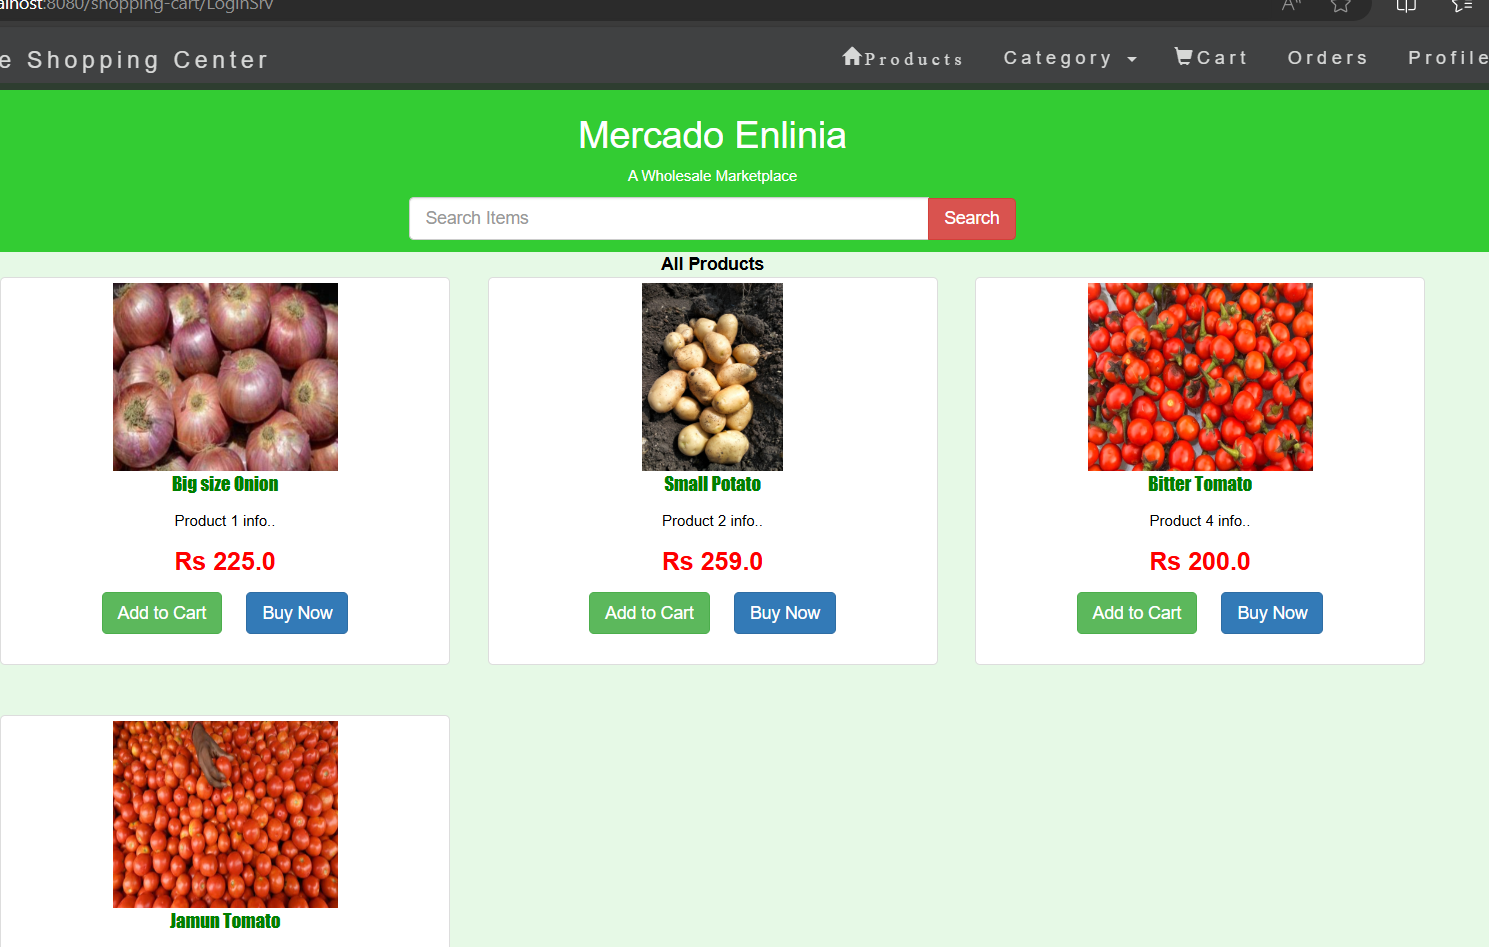 alhost:8080/shopping-cart/LoginSrv
e Shopping Center
Products Category Cart Orders Profile
Mercado Enlinia
A Wholesale Marketplace
Search Items Search
All Products
Big size Onion
Product 1 info..
Rs 225.0
Add to Cart Buy Now
Small Potato
Product 2 info..
Rs 259.0
Add to Cart Buy Now
Bitter Tomato
Product 4 info..
Rs 200.0
Add to Cart Buy Now
Jamun Tomato